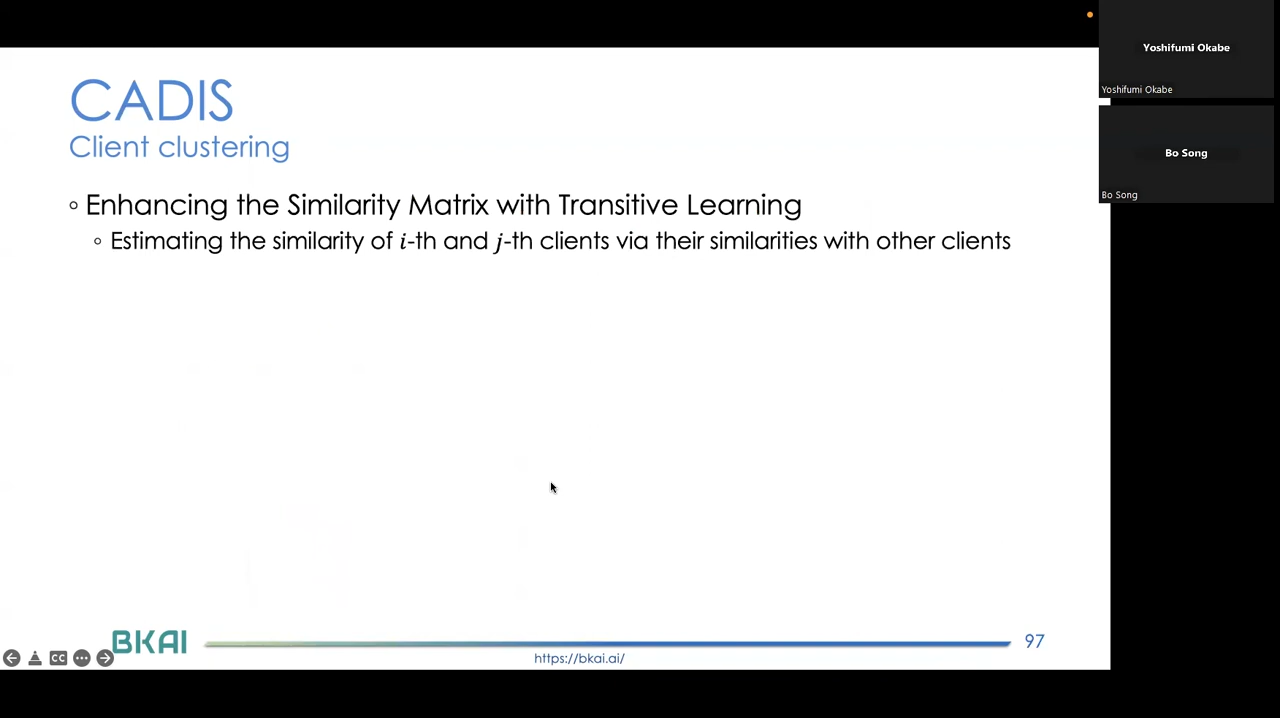 CADIS
Client clustering
Enhancing the Similarity Matrix with Transitive Learning
Estimating the similarity of i-th and j-th clients via their similarities with other clients
BKAI
97
https://bkai.ai/
CC
Yoshifumi Okabe
Yoshifumi Okabe
Bo Song
Bo Song